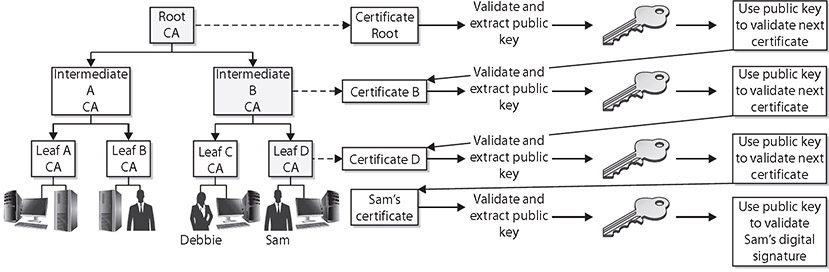 Root
CA
Certificate
Root
Validate and
extract public
key
Use public key
to validate next
certificate
Intermediate
A
CA
Intermediate
B
CA
Certificate B
Validate and
extract public
key
Use public key
to validate next
certificate
Leaf A
CA
Leaf B
CA
Leaf C
CA
Leaf D
CA
Certificate D
Validate and
extract public
key
Use public key
to validate next
certificate
Debbie
Sam
Sam's
certificate
Validate and
extract public
key
Use public key
to validate
Sam's digital
signature